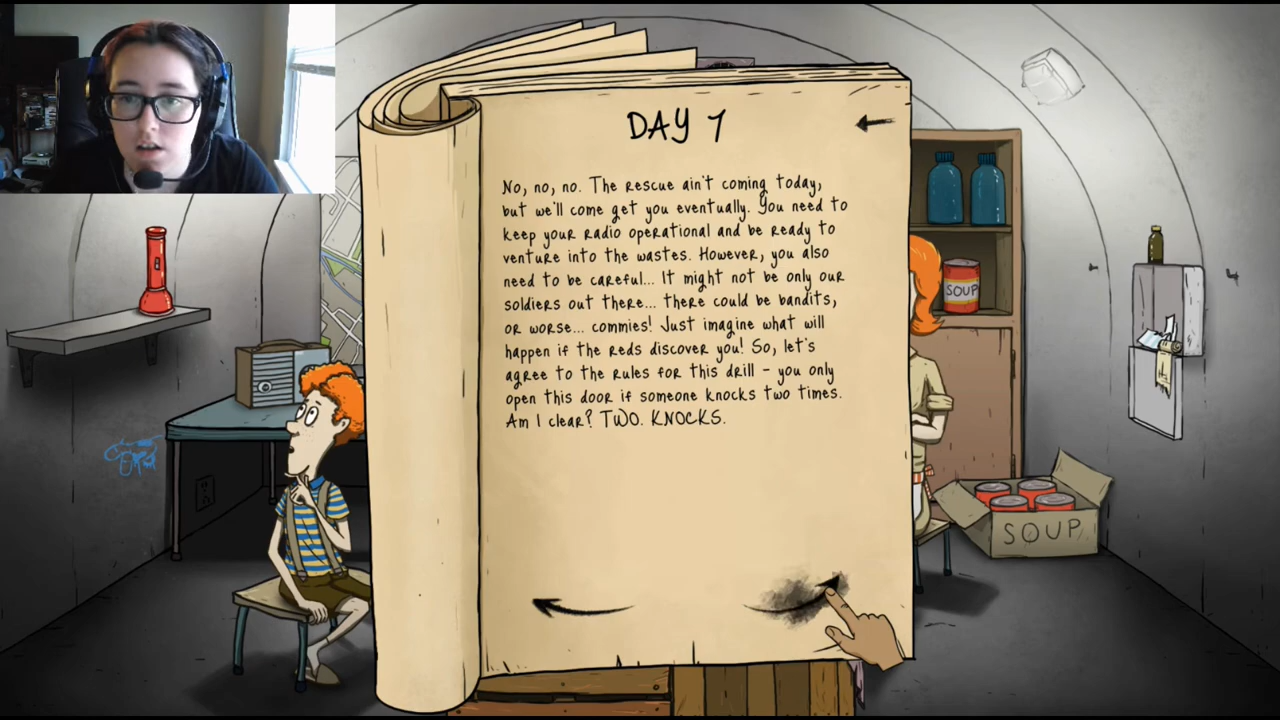 DAY 7
No, no, no. The rescue ain't coming today,
but we'll come get you eventually. You need to
keep your radio operational and be ready to
venture into the wastes. However, you also
need to be careful... It might not be only our
soldiers out there... there could be bandits,
or worse... commies! Just imagine what will
happen if the reds discover you! So, let's
agree to the rules for this drill - you only
open this door if someone knocks two times.
Am I clear? TWO. KNOCKS.
SOUP
SOUP